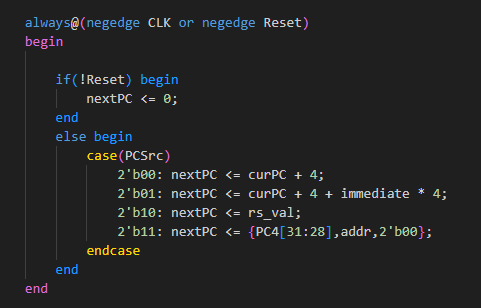 always@(negedge CLK or negedge Reset)
begin
if(!Reset) begin
nextPC <= 0;
end
else begin
case(PCSrc)
2'b00: nextPC <= curPC + 4;
2'b01: nextPC <= curPC + 4 + immediate * 4;
2'b10: nextPC <= rs_val;
2'b11: nextPC <= {PC4[31:28],addr,2'b00};
endcase
end
end